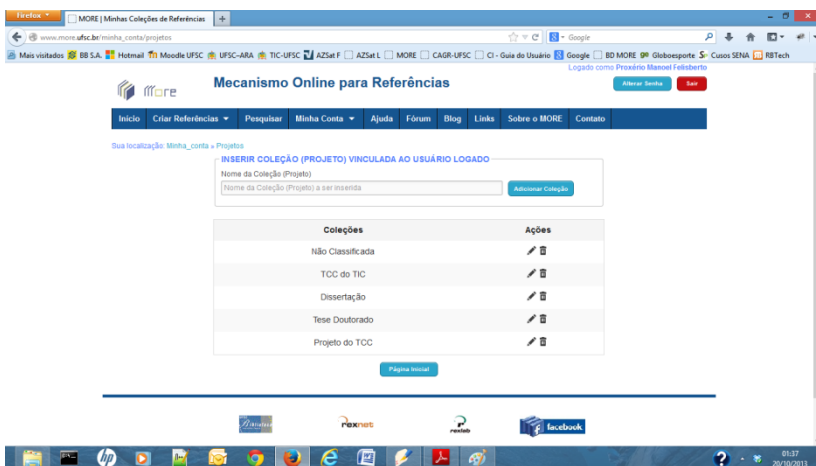 Firefox
MORE | Minhas Coleções de Referências
www.more.ufsc.br/minha_conta/projetos
Google
Mais visitados BB S.A. Hotmail Moodle UFSC UFSC-ARA TIC-UFSC AZSat F AZSat L MORE CAGR-UFSC CI - Guia do Usuário Google BD MORE Globoesporte Cusos SENA RBTech
Logado como Proxério Manoel Felisberto
more
Mecanismo Online para Referências
Alterar Senha Sair
Inicio Criar Referências Pesquisar Minha Conta Ajuda Fórum Blog Links Sobre o MORE Contato
Sua localização: Minha_conta » Projetos
INSERIR COLEÇÃO (PROJETO) VINCULADA AO USUÁRIO LOGADO
Nome da Coleção (Projeto)
Nome da Coleção (Projeto) a ser inserida
Adicionar Coleção
Coleções Ações
Não Classificada
TCC do TIC
Dissertação
Tese Doutorado
Projeto do TCC
Página Inicial
rexnet
rexlab
facebook
hp
01:37
20/10/2013